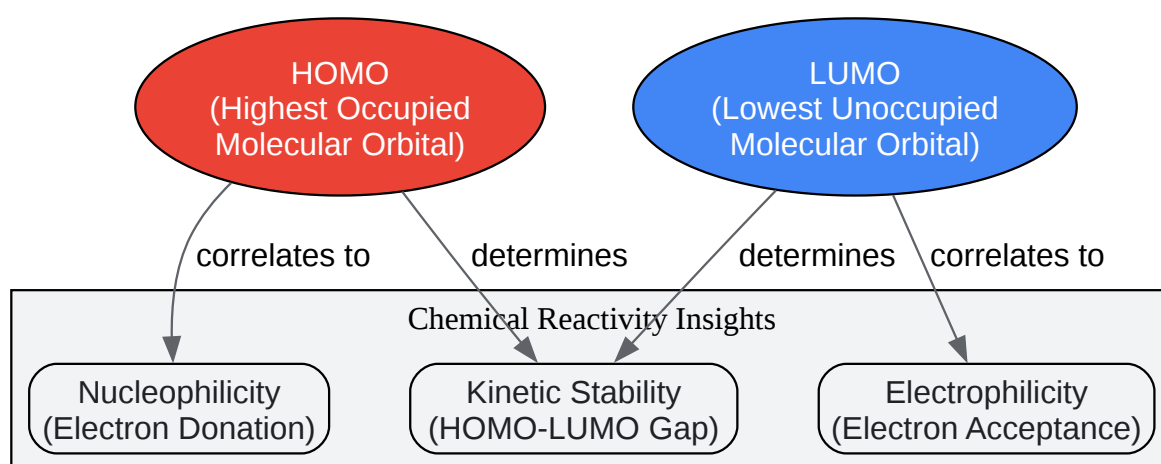 HOMO
(Highest Occupied
Molecular Orbital)
LUMO
(Lowest Unoccupied
Molecular Orbital)
correlates to
determines
determines
correlates to
Chemical Reactivity Insights
Nucleophilicity
(Electron Donation)
Kinetic Stability
(HOMO-LUMO Gap)
Electrophilicity
(Electron Acceptance)